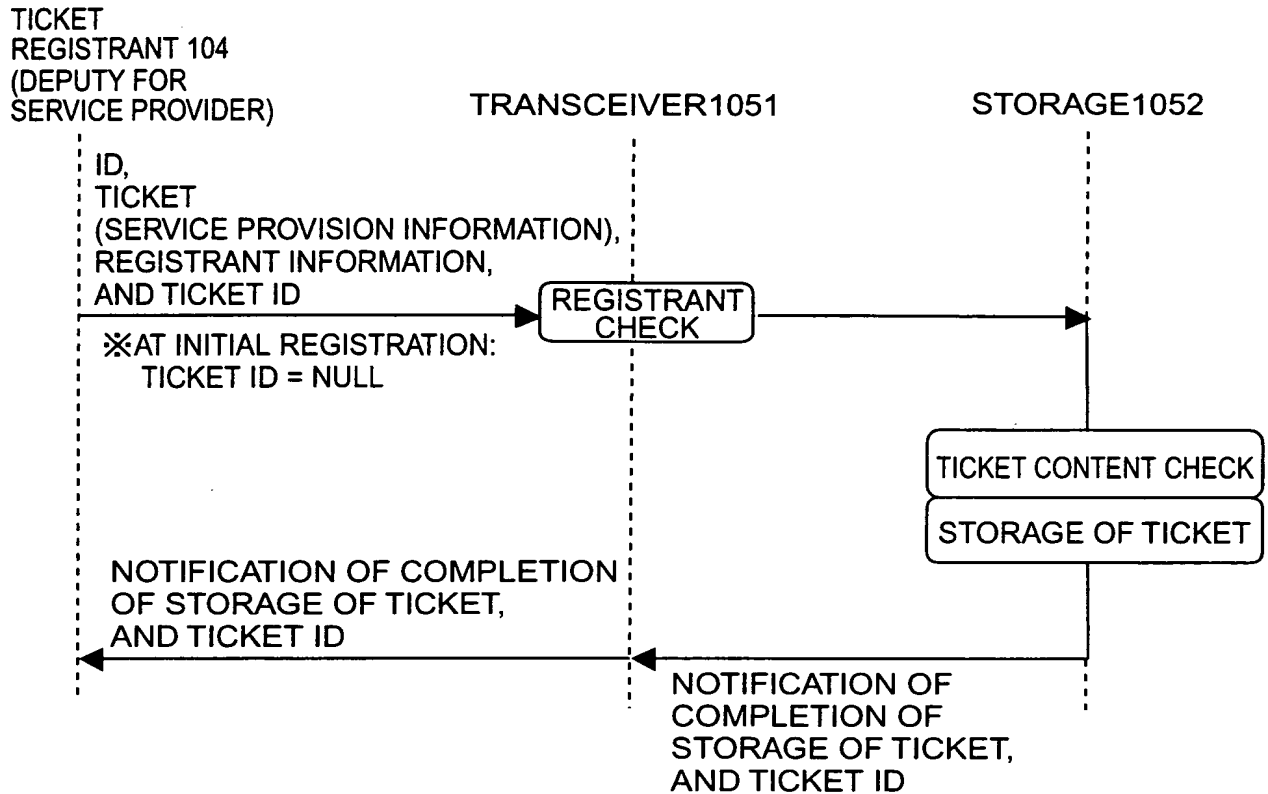 TICKET
REGISTRANT 104
(DEPUTY FOR
SERVICE PROVIDER)
TRANSCEIVER1051
STORAGE1052
ID,
TICKET
(SERVICE PROVISION INFORMATION),
REGISTRANT INFORMATION,
AND TICKET ID
REGISTRANT
CHECK
※AT INITIAL REGISTRATION:
TICKET ID = NULL
TICKET CONTENT CHECK
STORAGE OF TICKET
NOTIFICATION OF COMPLETION
OF STORAGE OF TICKET,
AND TICKET ID
NOTIFICATION OF
COMPLETION OF
STORAGE OF TICKET,
AND TICKET ID